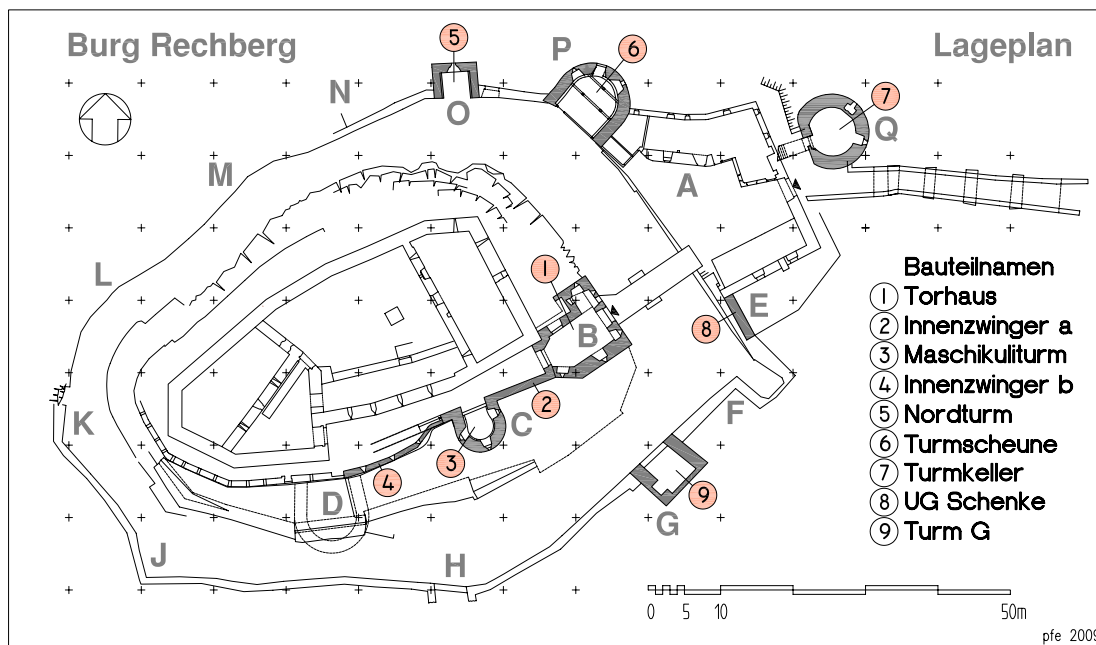 Burg Rechberg
Lageplan
5
6
7
P
N
O
Q
M
A
L
1
B
E
8
Bauteilnamen
1 Torhaus
2 Innenzwinger a
3 Maschikuliturm
4 Innenzwinger b
5 Nordturm
6 Turmscheune
7 Turmkeller
8 UG Schenke
9 Turm G
2
K
C
F
3
4
9
D
G
J
H
0 5 10 50m
pfe 2009